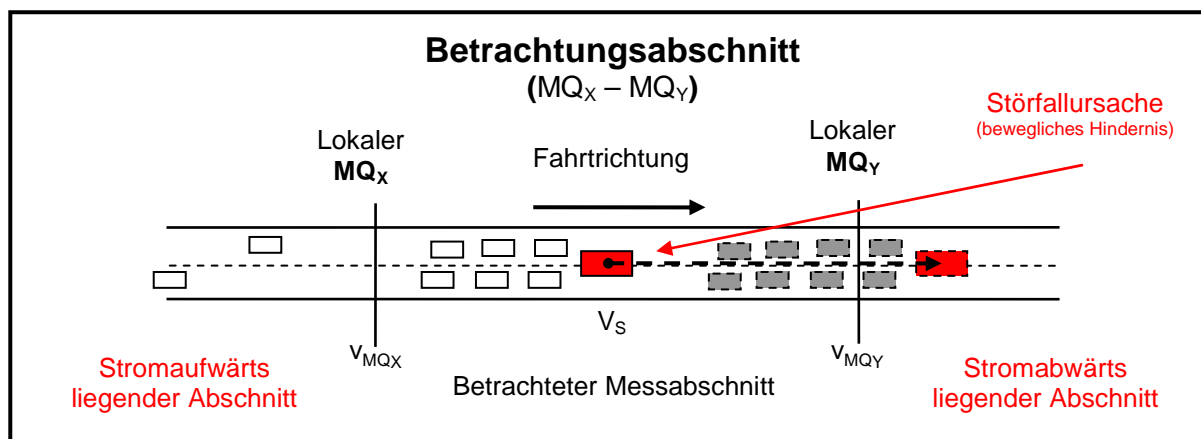 Betrachtungsabschnitt
(MQX – MQY)
Störfallursache
(bewegliches Hindernis)
Lokaler
MQX
Fahrtrichtung
Lokaler
MQY
VS
vMQX
vMQY
Stromaufwärts
liegender Abschnitt
Betrachteter Messabschnitt
Stromabwärts
liegender Abschnitt